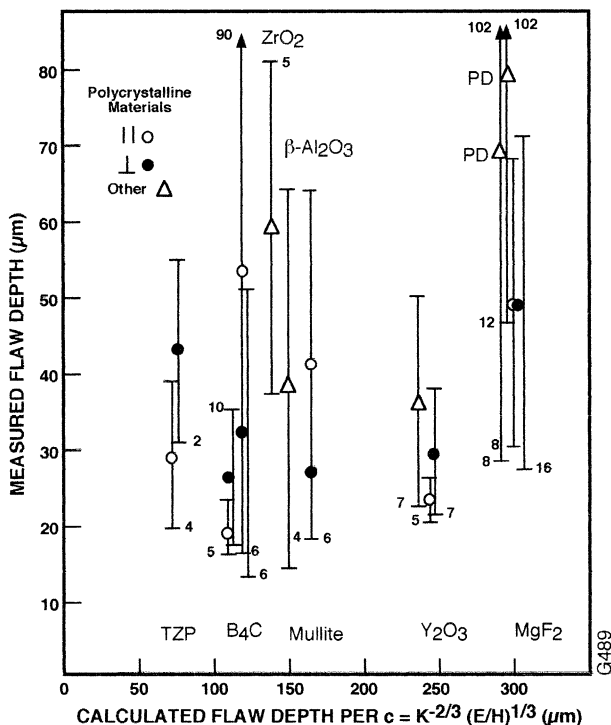 90
ZrO2
102
102
80
5
PD
Polycrystalline
Materials
||
⊥
Other
β-Al2O3
70
PD
MEASURED FLAW DEPTH (µm)
60
50
12
40
10
2
30
8
8
16
4
7
20
5
6
6
4
6
5
7
10
TZP
B4C
Mullite
Y2O3
MgF2
G489
0
50
100
150
200
250
300
CALCULATED FLAW DEPTH PER c = K-2/3 (E/H)1/3 (µm)